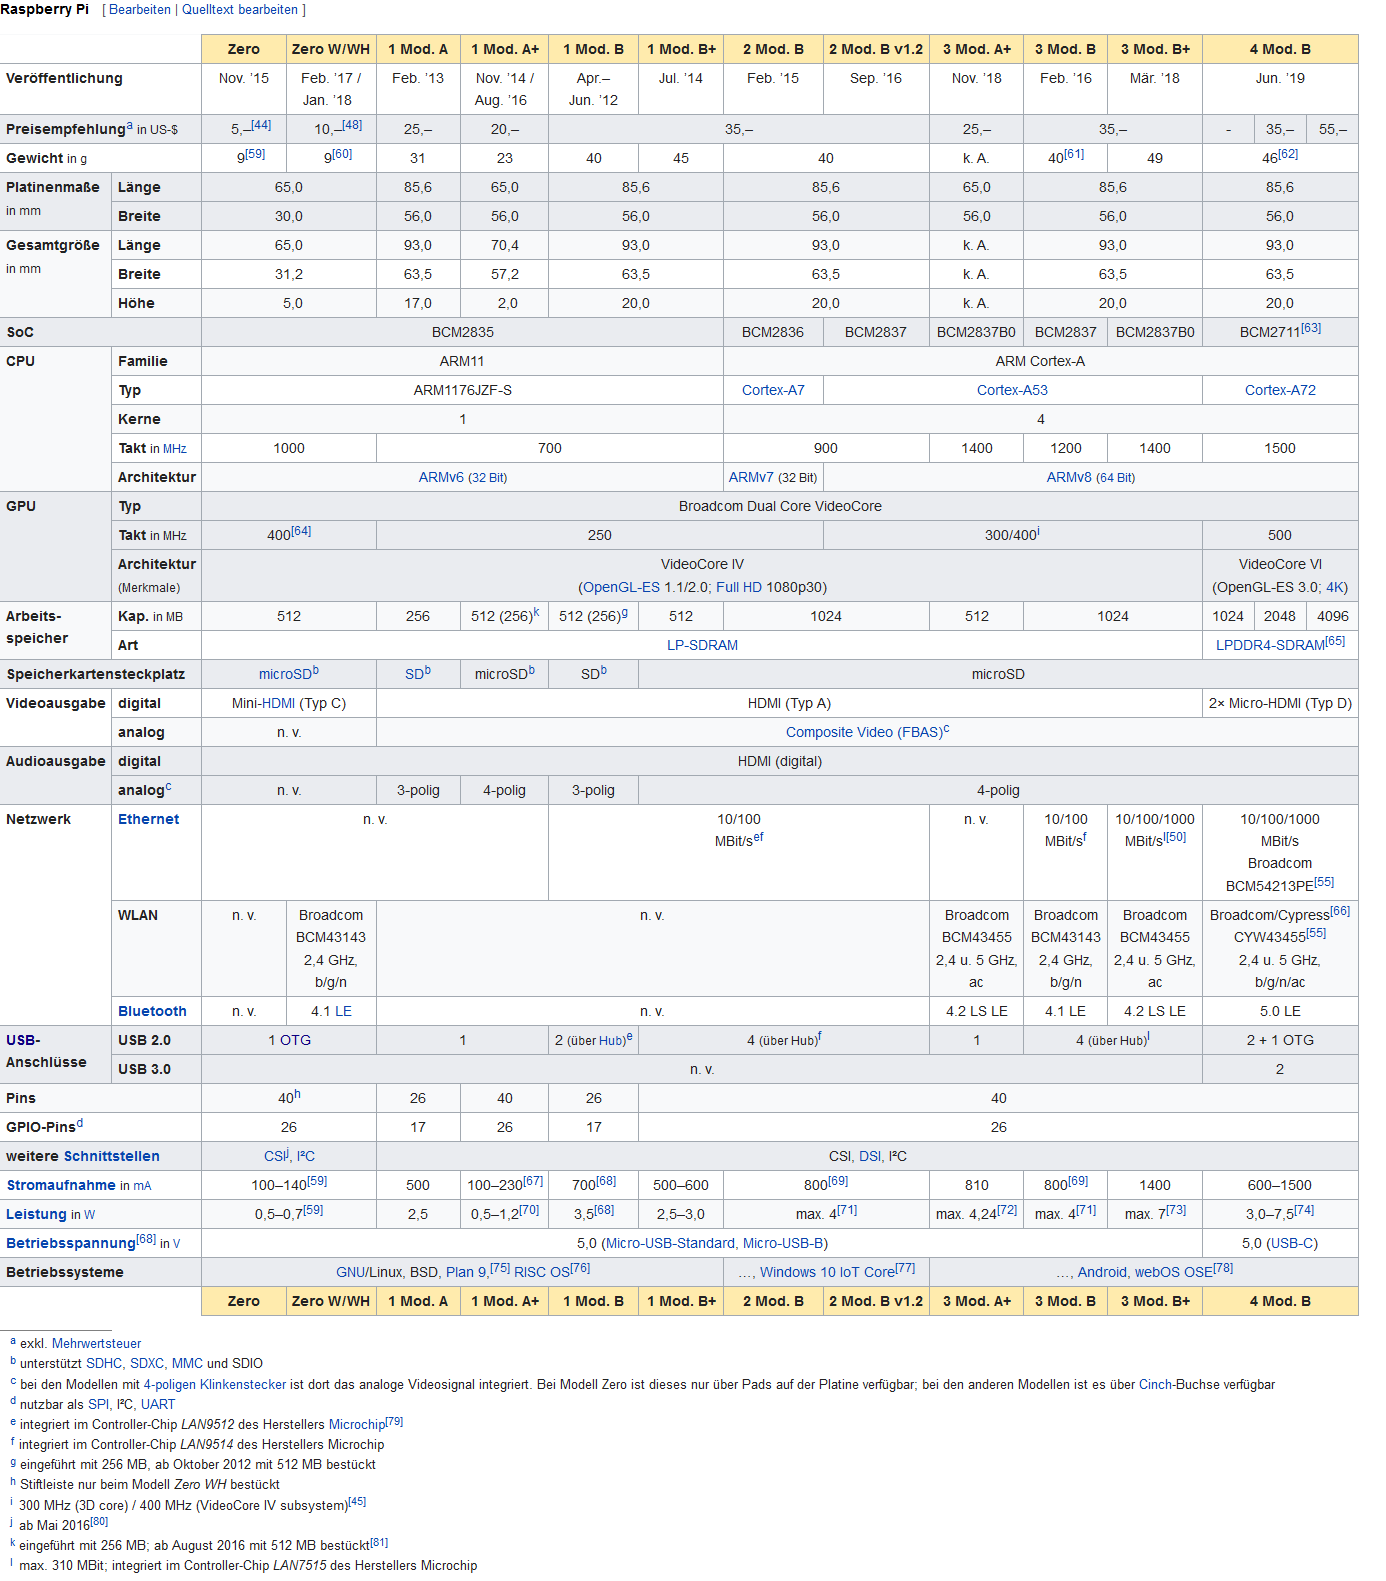 Raspberry Pi [ Bearbeiten | Quelltext bearbeiten ]
Zero Zero W/WH 1 Mod. A 1 Mod. A+ 1 Mod. B 1 Mod. B+ 2 Mod. B 2 Mod. B v1.2 3 Mod. A+ 3 Mod. B 3 Mod. B+ 4 Mod. B
Veröffentlichung Nov. ’15 Feb. ’17 / Feb. ’13 Nov. ’14 / Apr.– Jul. ’14 Feb. ’15 Sep. ’16 Nov. ’18 Feb. ’16 Mär. ’18 Jun. ’19
Jan. ’18 Aug. ’16 Jun. ’12
Preisempfehlungᵃ in US-$ 5,–[44] 10,–[48] 25,– 20,– 35,– 25,– 35,– - 35,– 55,–
Gewicht in g 9[59] 9[60] 31 23 40 45 40 k. A. 40[61] 49 46[62]
Platinenmaße Länge 65,0 85,6 65,0 85,6 85,6 65,0 85,6 85,6
in mm Breite 30,0 56,0 56,0 56,0 56,0 56,0 56,0 56,0
Gesamtgröße Länge 65,0 93,0 70,4 93,0 93,0 k. A. 93,0 93,0
in mm Breite 31,2 63,5 57,2 63,5 63,5 k. A. 63,5 63,5
Höhe 5,0 17,0 2,0 20,0 20,0 k. A. 20,0 20,0
SoC BCM2835 BCM2836 BCM2837 BCM2837B0 BCM2837 BCM2837B0 BCM2711[63]
CPU Familie ARM11 ARM Cortex-A
Typ ARM1176JZF-S Cortex-A7 Cortex-A53 Cortex-A72
Kerne 1 4
Takt in MHz 1000 700 900 1400 1200 1400 1500
Architektur ARMv6 (32 Bit) ARMv7 (32 Bit) ARMv8 (64 Bit)
GPU Typ Broadcom Dual Core VideoCore
Takt in MHz 400[64] 250 300/400ⁱ 500
Architektur VideoCore IV VideoCore VI
(Merkmale) (OpenGL-ES 1.1/2.0; Full HD 1080p30) (OpenGL-ES 3.0; 4K)
Arbeits- Kap. in MB 512 256 512 (256)ᵏ 512 (256)ᵍ 512 1024 512 1024 1024 2048 4096
speicher Art LP-SDRAM LPDDR4-SDRAM[65]
Speicherkartensteckplatz microSDᵇ SDᵇ microSDᵇ SDᵇ microSD
Videoausgabe digital Mini-HDMI (Typ C) HDMI (Typ A) 2× Micro-HDMI (Typ D)
analog n. v. Composite Video (FBAS)ᶜ
Audioausgabe digital HDMI (digital)
analogᶜ n. v. 3-polig 4-polig 3-polig 4-polig
Netzwerk Ethernet n. v. 10/100 n. v. 10/100 10/100/1000 10/100/1000
MBit/sᵉᶠ MBit/sᶠ MBit/sˡ[50] MBit/s
Broadcom
BCM54213PE[55]
WLAN n. v. Broadcom n. v. Broadcom Broadcom Broadcom Broadcom/Cypress[66]
BCM43143 BCM43455 BCM43143 BCM43455 CYW43455[55]
2,4 GHz, 2,4 u. 5 GHz, 2,4 GHz, 2,4 u. 5 GHz, 2,4 u. 5 GHz,
b/g/n ac b/g/n ac b/g/n/ac
Bluetooth n. v. 4.1 LE n. v. 4.2 LS LE 4.1 LE 4.2 LS LE 5.0 LE
USB- USB 2.0 1 OTG 1 2 (über Hub)ᵉ 4 (über Hub)ᶠ 1 4 (über Hub)ˡ 2 + 1 OTG
Anschlüsse USB 3.0 n. v. 2
Pins 40ʰ 26 40 26 40
GPIO-Pinsᵈ 26 17 26 17 26
weitere Schnittstellen CSIʲ, I²C CSI, DSI, I²C
Stromaufnahme in mA 100–140[59] 500 100–230[67] 700[68] 500–600 800[69] 810 800[69] 1400 600–1500
Leistung in W 0,5–0,7[59] 2,5 0,5–1,2[70] 3,5[68] 2,5–3,0 max. 4[71] max. 4,24[72] max. 4[71] max. 7[73] 3,0–7,5[74]
Betriebsspannung[68] in V 5,0 (Micro-USB-Standard, Micro-USB-B) 5,0 (USB-C)
Betriebssysteme GNU/Linux, BSD, Plan 9,[75] RISC OS[76] …, Windows 10 IoT Core[77] …, Android, webOS OSE[78]
Zero Zero W/WH 1 Mod. A 1 Mod. A+ 1 Mod. B 1 Mod. B+ 2 Mod. B 2 Mod. B v1.2 3 Mod. A+ 3 Mod. B 3 Mod. B+ 4 Mod. B
ᵃ exkl. Mehrwertsteuer
ᵇ unterstützt SDHC, SDXC, MMC und SDIO
ᶜ bei den Modellen mit 4-poligen Klinkenstecker ist dort das analoge Videosignal integriert. Bei Modell Zero ist dieses nur über Pads auf der Platine verfügbar; bei den anderen Modellen ist es über Cinch-Buchse verfügbar
ᵈ nutzbar als SPI, I²C, UART
ᵉ integriert im Controller-Chip LAN9512 des Herstellers Microchip[79]
ᶠ integriert im Controller-Chip LAN9514 des Herstellers Microchip
ᵍ eingeführt mit 256 MB, ab Oktober 2012 mit 512 MB bestückt
ʰ Stiftleiste nur beim Modell Zero WH bestückt
ⁱ 300 MHz (3D core) / 400 MHz (VideoCore IV subsystem)[45]
ʲ ab Mai 2016[80]
ᵏ eingeführt mit 256 MB; ab August 2016 mit 512 MB bestückt[81]
ˡ max. 310 MBit; integriert im Controller-Chip LAN7515 des Herstellers Microchip